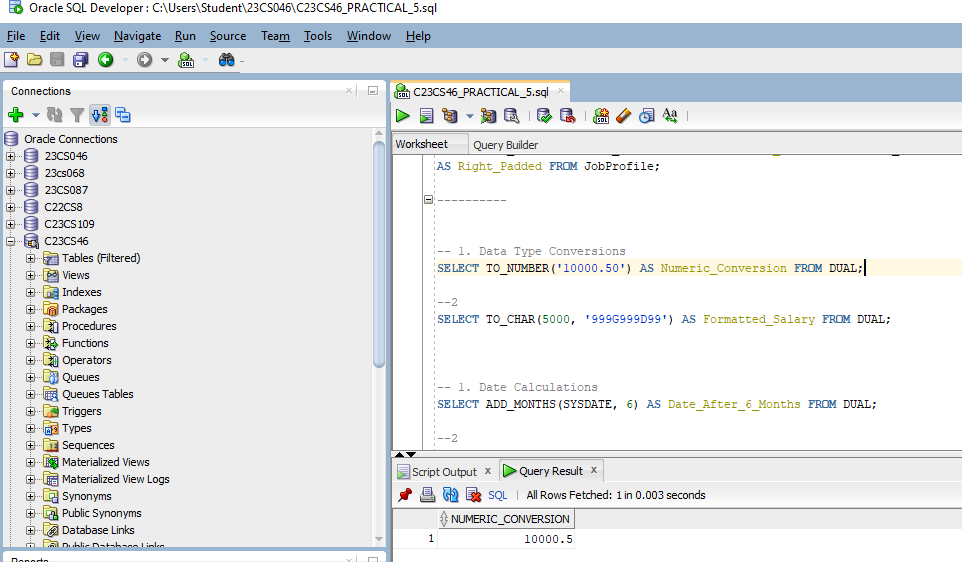 Oracle SQL Developer : C:\Users\Student\23CS046\C23CS46_PRACTICAL_5.sql
File Edit View Navigate Run Source Team Tools Window Help
Connections
Oracle Connections
23CS046
23cs068
23CS087
C22CS8
C23CS109
C23CS46
Tables (Filtered)
Views
Indexes
Packages
Procedures
Functions
Operators
Queues
Queues Tables
Triggers
Types
Sequences
Materialized Views
Materialized View Logs
Synonyms
Public Synonyms
Database Links
Public Database Links
Reports
C23CS46_PRACTICAL_5.sql
Worksheet Query Builder
AS Right_Padded FROM JobProfile;
----------
-- 1. Data Type Conversions
SELECT TO_NUMBER('10000.50') AS Numeric_Conversion FROM DUAL;
--2
SELECT TO_CHAR(5000, '999G999D99') AS Formatted_Salary FROM DUAL;
-- 1. Date Calculations
SELECT ADD_MONTHS(SYSDATE, 6) AS Date_After_6_Months FROM DUAL;
--2
Script Output x Query Result x
SQL | All Rows Fetched: 1 in 0.003 seconds
NUMERIC_CONVERSION
1 10000.5